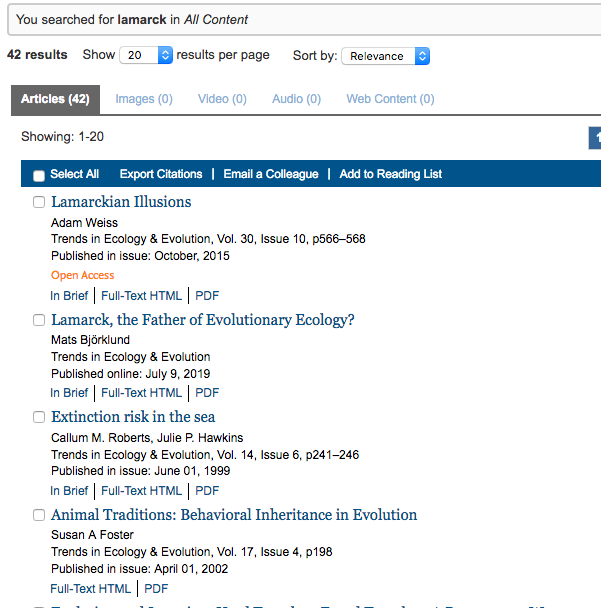 You searched for lamarck in All Content
42 results Show 20 results per page Sort by: Relevance
Articles (42) Images (0) Video (0) Audio (0) Web Content (0)
Showing: 1-20
Select All Export Citations | Email a Colleague | Add to Reading List
Lamarckian Illusions
Adam Weiss
Trends in Ecology & Evolution, Vol. 30, Issue 10, p566–568
Published in issue: October, 2015
Open Access
In Brief | Full-Text HTML | PDF
Lamarck, the Father of Evolutionary Ecology?
Mats Björklund
Trends in Ecology & Evolution
Published online: July 9, 2019
In Brief | Full-Text HTML | PDF
Extinction risk in the sea
Callum M. Roberts, Julie P. Hawkins
Trends in Ecology & Evolution, Vol. 14, Issue 6, p241–246
Published in issue: June 01, 1999
In Brief | Full-Text HTML | PDF
Animal Traditions: Behavioral Inheritance in Evolution
Susan A Foster
Trends in Ecology & Evolution, Vol. 17, Issue 4, p198
Published in issue: April 01, 2002
Full-Text HTML | PDF